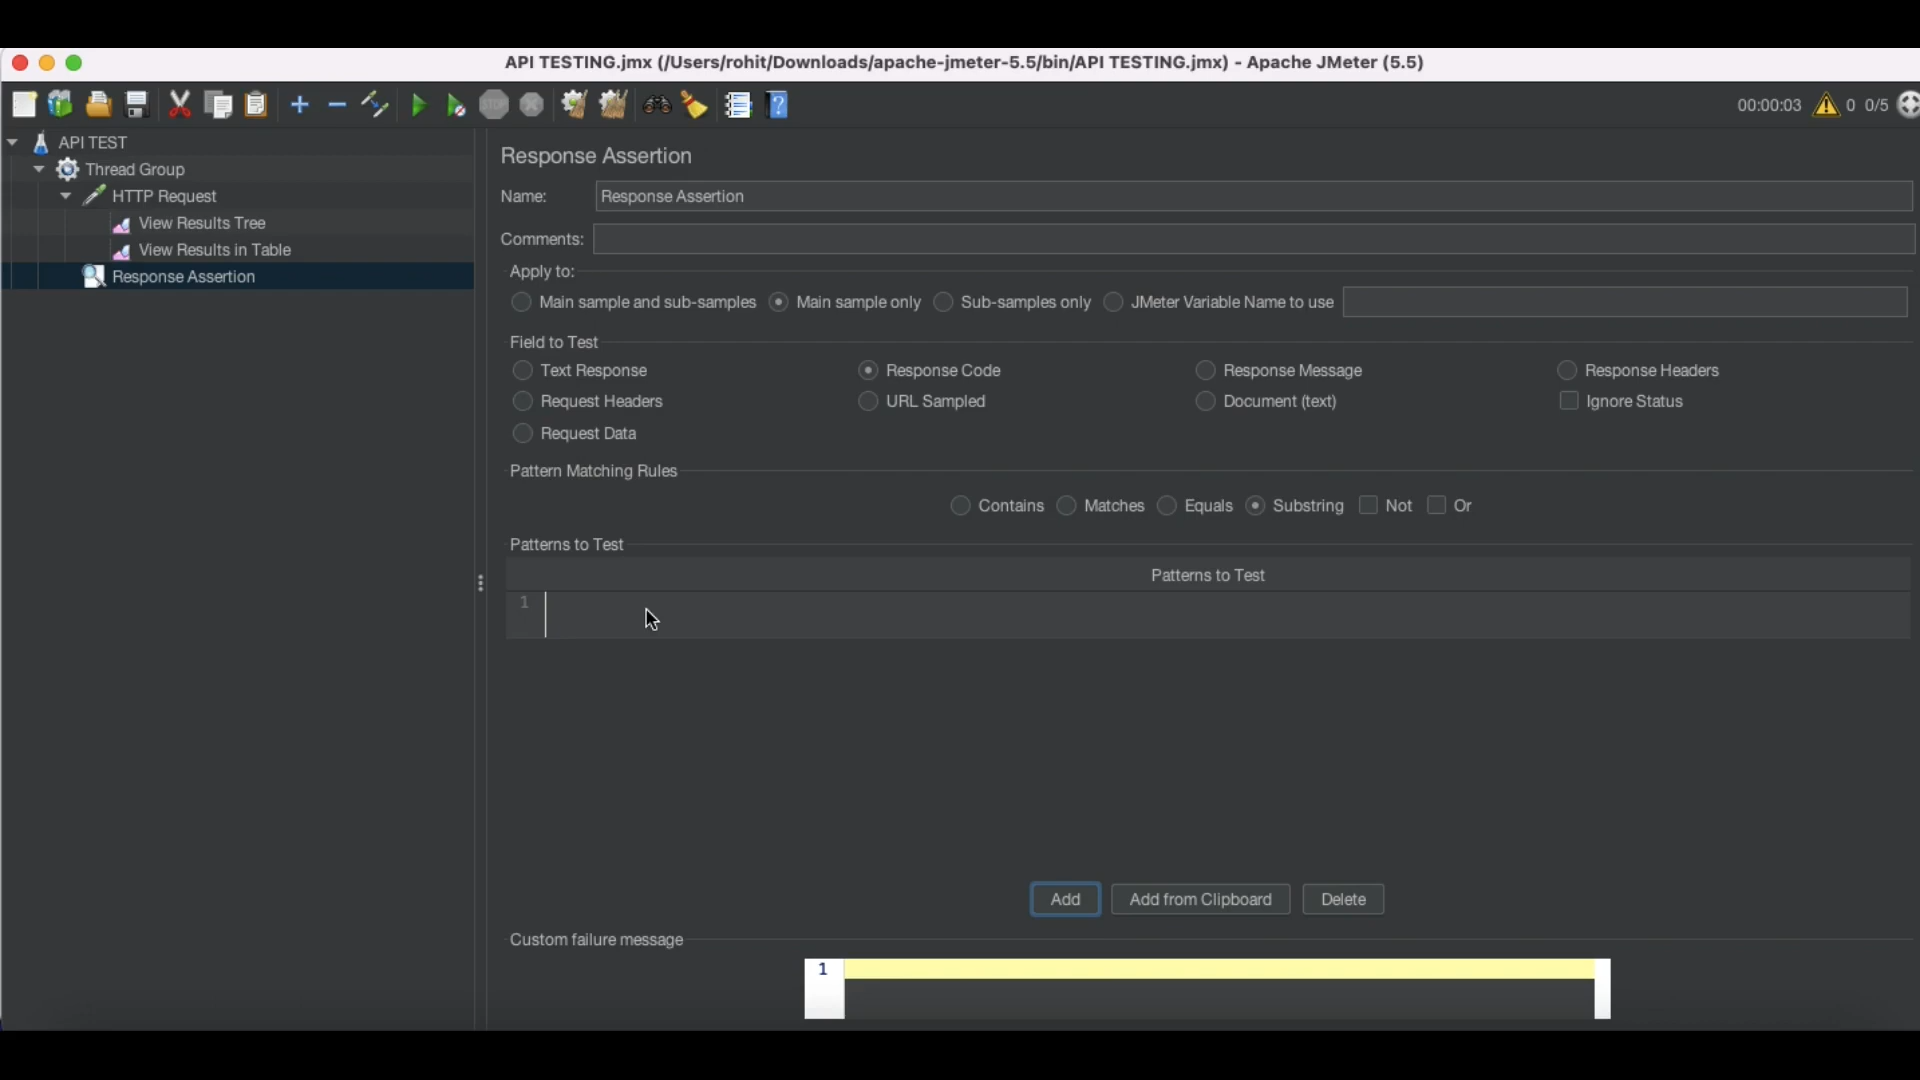 API TESTING.jmx (/Users/rohit/Downloads/apache-jmeter-5.5/bin/API TESTING.jmx) - Apache JMeter (5.5)
STOP
00:00:03 0 0/5
API TEST
Thread Group
HTTP Request
View Results Tree
View Results in Table
Response Assertion
Response Assertion
Name: Response Assertion
Comments:
Apply to:
Main sample and sub-samples Main sample only Sub-samples only JMeter Variable Name to use
Field to Test
Text Response Response Code Response Message Response Headers
Request Headers URL Sampled Document (text) Ignore Status
Request Data
Pattern Matching Rules
Contains Matches Equals Substring Not Or
Patterns to Test
Patterns to Test
1
Add Add from Clipboard Delete
Custom failure message
1